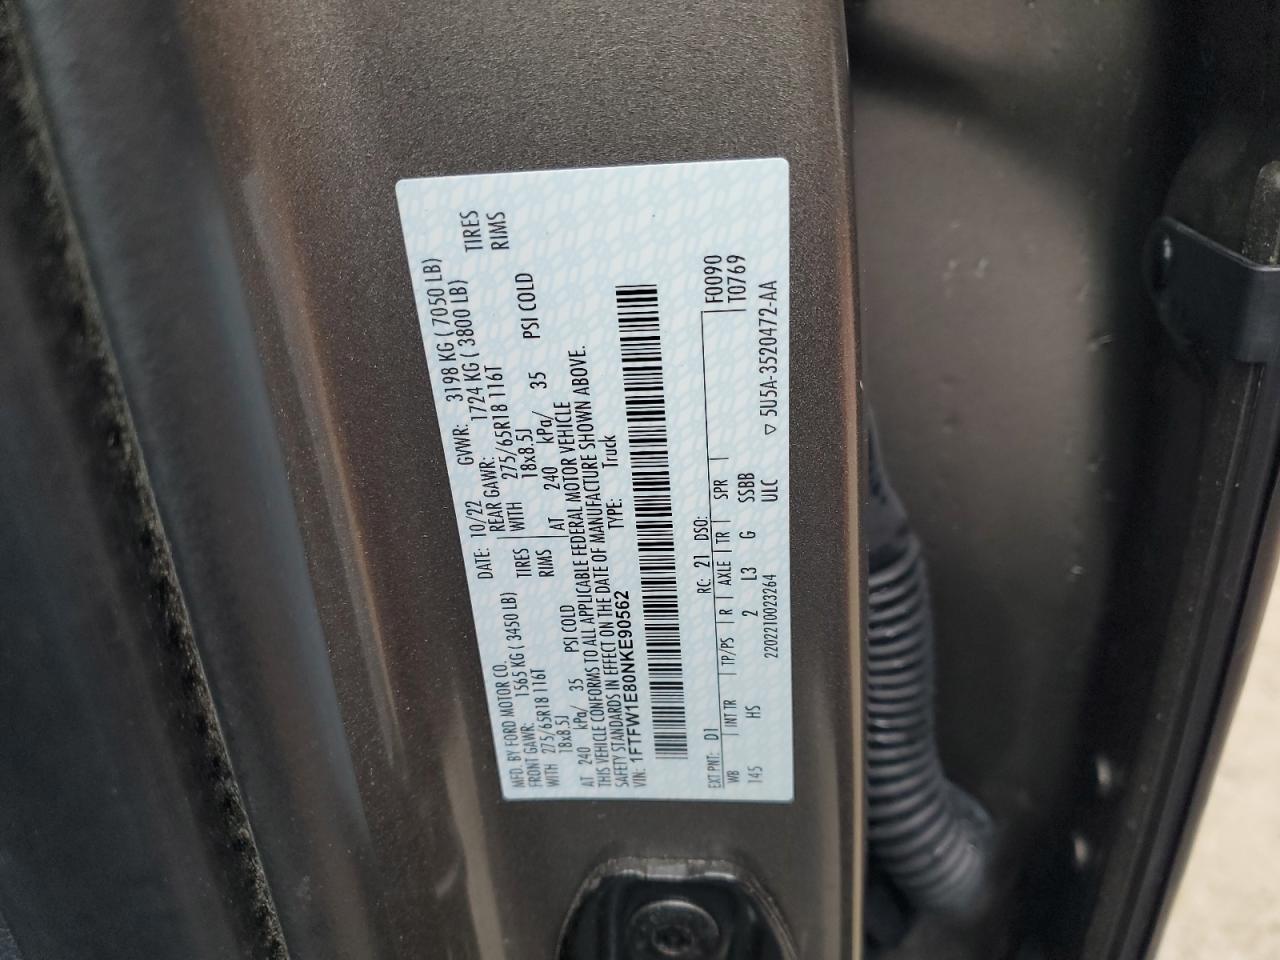 MFD. BY FORD MOTOR CO.
DATE: 10/22 GVWR: 3198 KG ( 7050 LB)
FRONT GAWR: 1565 KG ( 3450 LB) REAR GAWR: 1724 KG ( 3800 LB)
WITH 275/65R18 116T TIRES WITH 275/65R18 116T TIRES
18x8.5J RIMS 18x8.5J RIMS
AT 240 kPa/ 35 PSI COLD AT 240 kPa/ 35 PSI COLD
THIS VEHICLE CONFORMS TO ALL APPLICABLE FEDERAL MOTOR VEHICLE
SAFETY STANDARDS IN EFFECT ON THE DATE OF MANUFACTURE SHOWN ABOVE.
VIN: 1FTFW1E80NKE90562 TYPE: Truck
F0090
T0769
EXT PNT: D1 RC: 21 DSO:
WB INT TR TP/PS R AXLE TR SPR
145 HS 2 L3 G SSBB
2202210023264 ULC ▽ 5U5A-3520472-AA